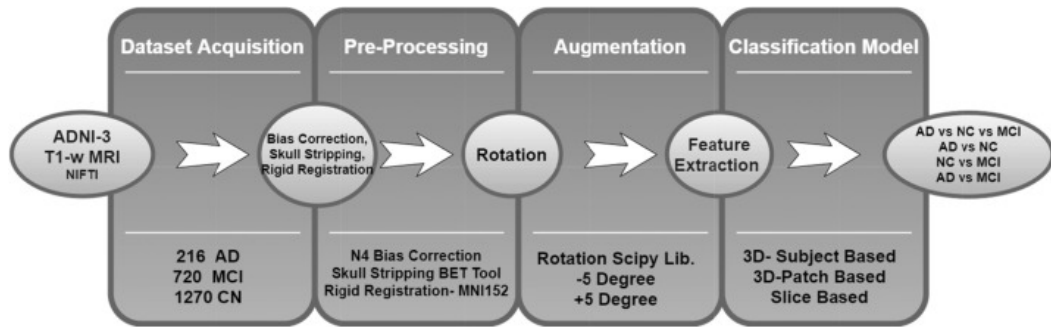 Dataset Acquisition
Pre-Processing
Augmentation
Classification Model
ADNI-3
T1-w MRI
NIFTI
Bias Correction,
Skull Stripping,
Rigid Registration
Rotation
Feature
Extraction
AD vs NC vs MCI
AD vs NC
NC vs MCI
AD vs MCI
216 AD
720 MCI
1270 CN
N4 Bias Correction
Skull Stripping BET Tool
Rigid Registration- MNI152
Rotation Scipy Lib.
-5 Degree
+5 Degree
3D- Subject Based
3D-Patch Based
Slice Based